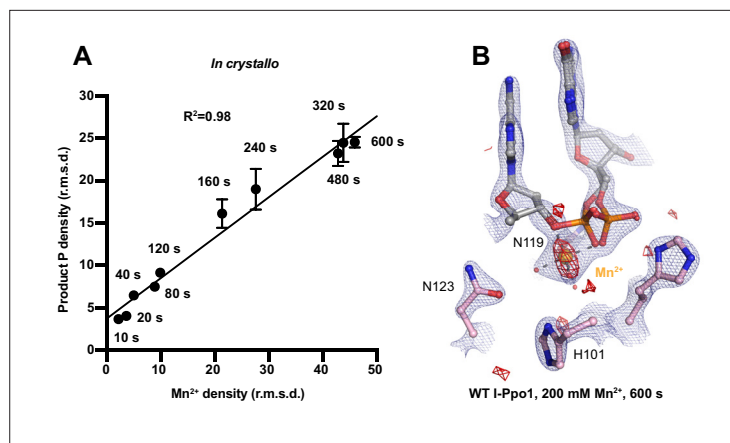 A
In crystallo
B
30
25
20
15
10
5
0
Product P density (r.m.s.d.)
R²=0.98
320 s
600 s
480 s
240 s
160 s
120 s
40 s
80 s
20 s
10 s
0
10
20
30
40
50
Mn²⁺ density (r.m.s.d.)
N119
Mn²⁺
N123
H101
WT I-Ppo1, 200 mM Mn²⁺, 600 s